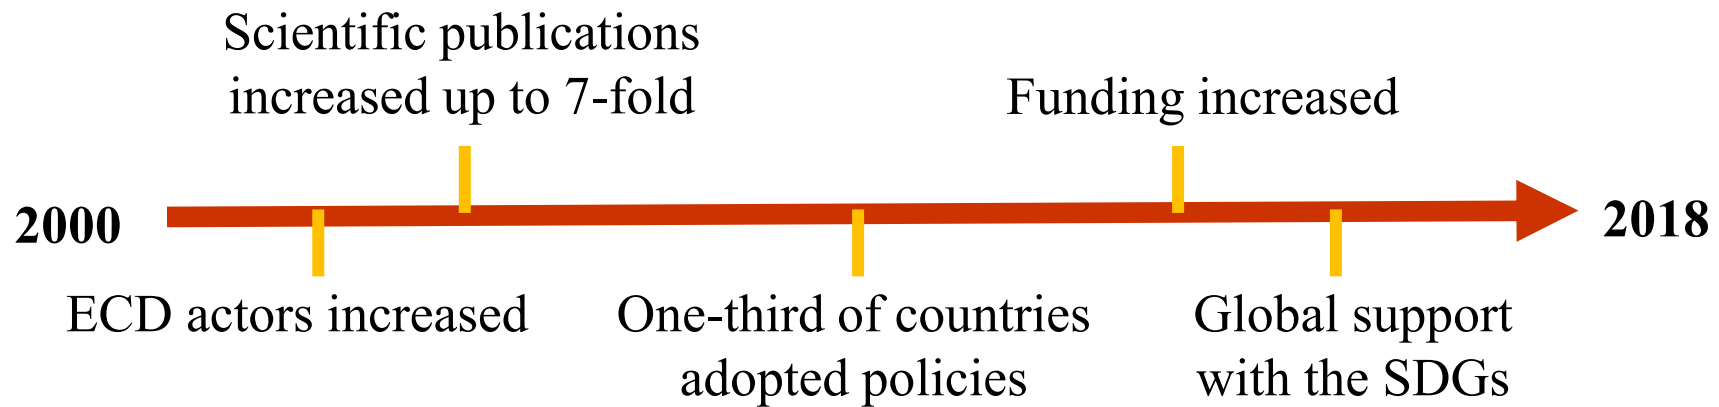 Scientific publications
increased up to 7-fold
Funding increased
2000
2018
ECD actors increased
One-third of countries
adopted policies
Global support
with the SDGs